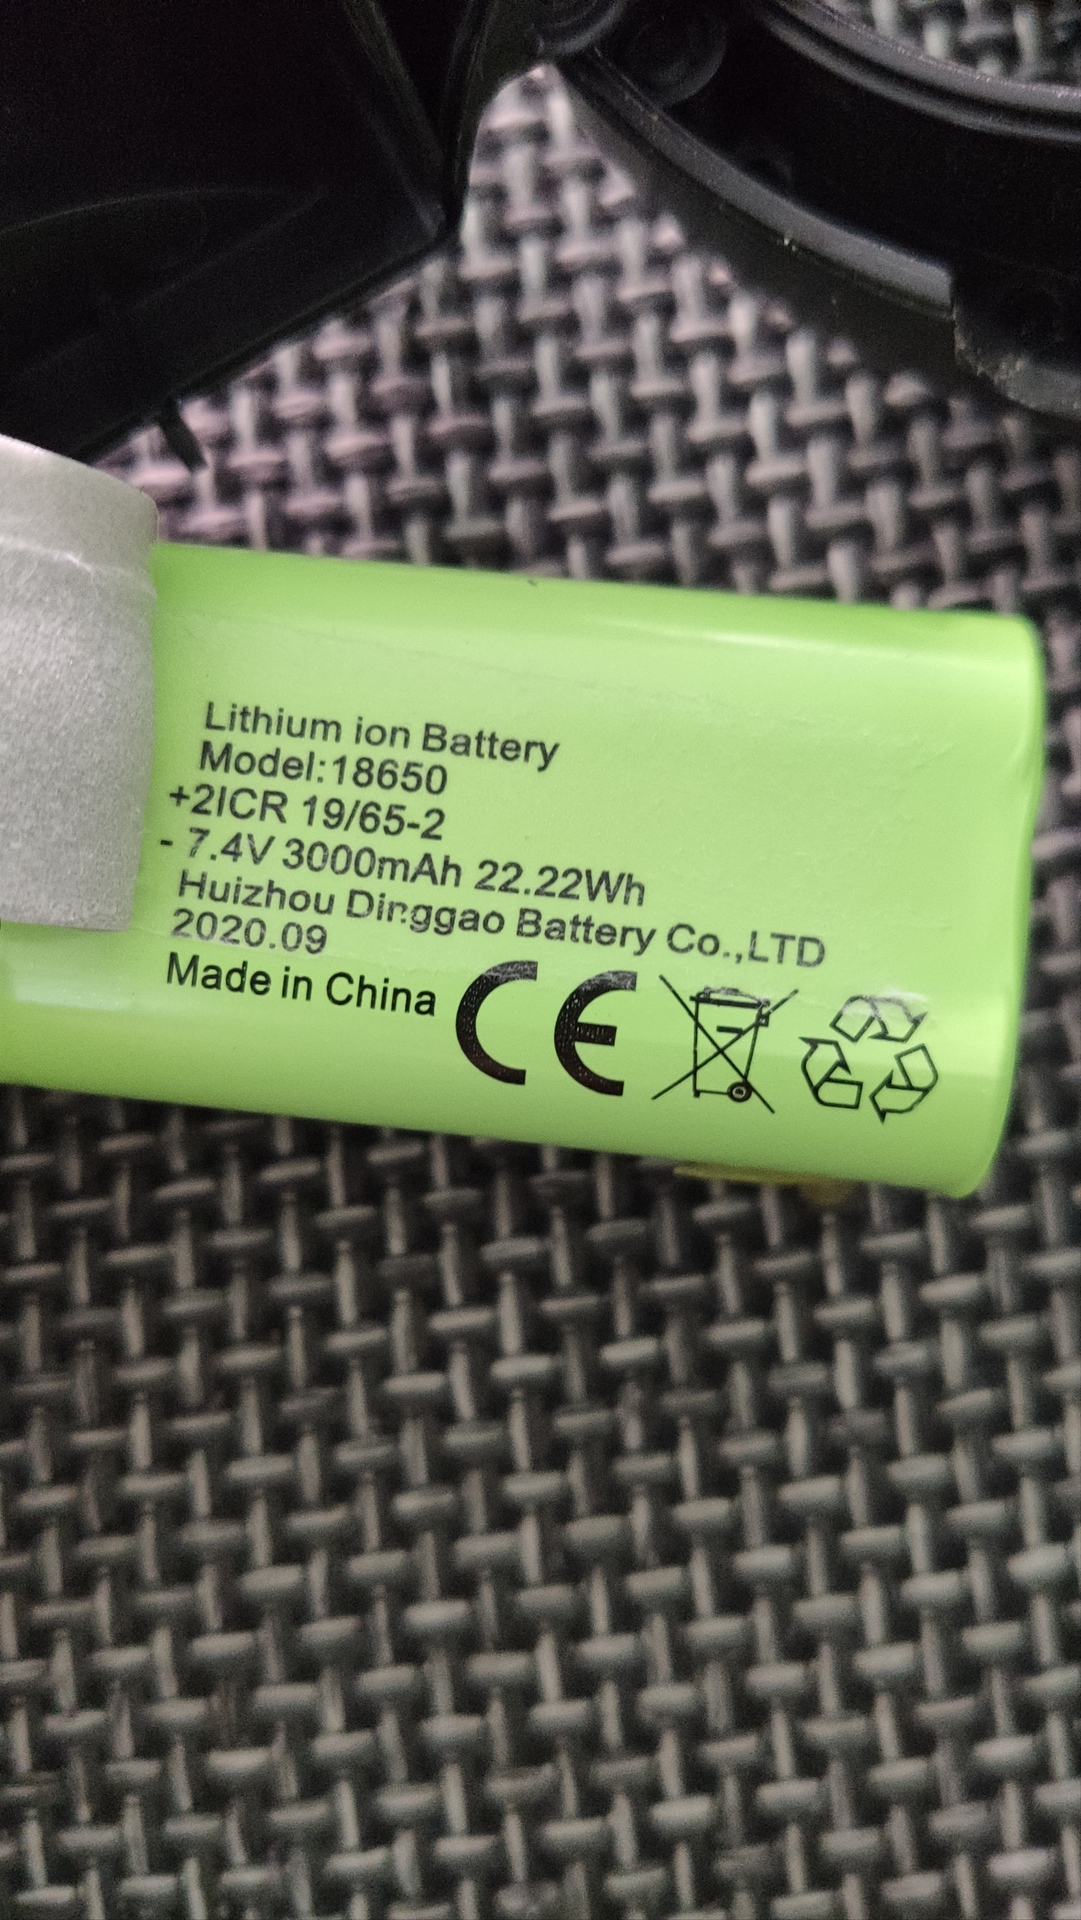 Lithium ion Battery
Model:18650
+2ICR 19/65-2
- 7.4V 3000mAh 22.22Wh
Huizhou Dinggao Battery Co.,LTD
2020.09
Made in China CE